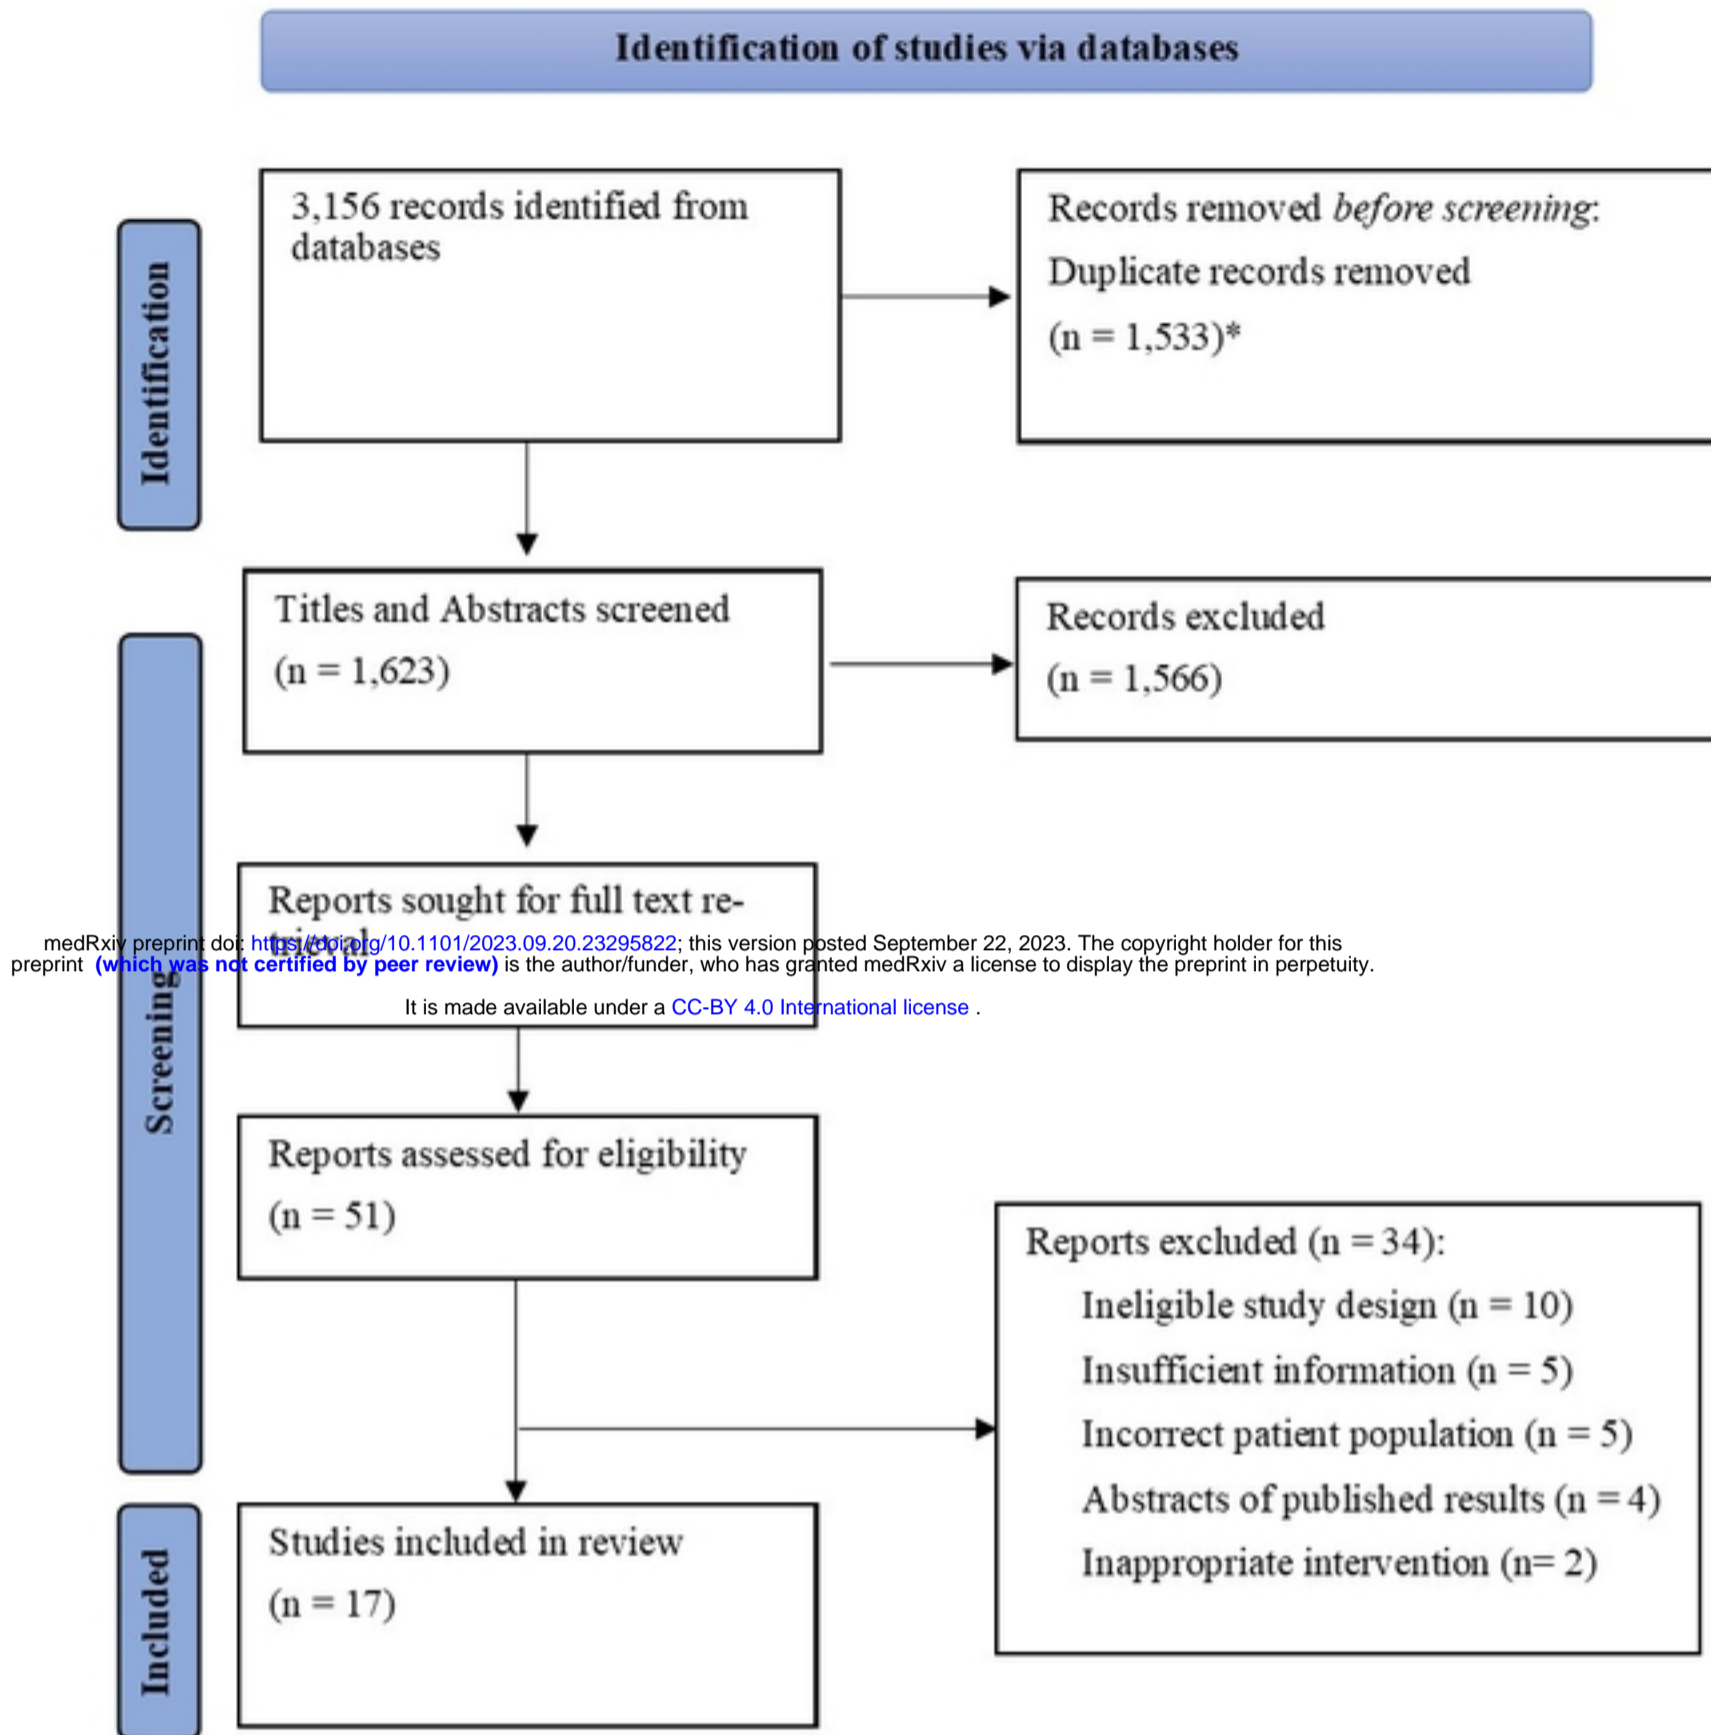 Identification of studies via databases
Identification
3,156 records identified from
databases
Records removed before screening:
Duplicate records removed
(n = 1,533)*
Screening
Titles and Abstracts screened
(n = 1,623)
Records excluded
(n = 1,566)
Reports sought for full text re-
trieval
medRxiv preprint doi: https://doi.org/10.1101/2023.09.20.23295822; this version posted September 22, 2023. The copyright holder for this
preprint (which was not certified by peer review) is the author/funder, who has granted medRxiv a license to display the preprint in perpetuity.
It is made available under a CC-BY 4.0 International license .
Reports assessed for eligibility
(n = 51)
Reports excluded (n = 34):
Ineligible study design (n = 10)
Insufficient information (n = 5)
Incorrect patient population (n = 5)
Abstracts of published results (n = 4)
Inappropriate intervention (n= 2)
Included
Studies included in review
(n = 17)